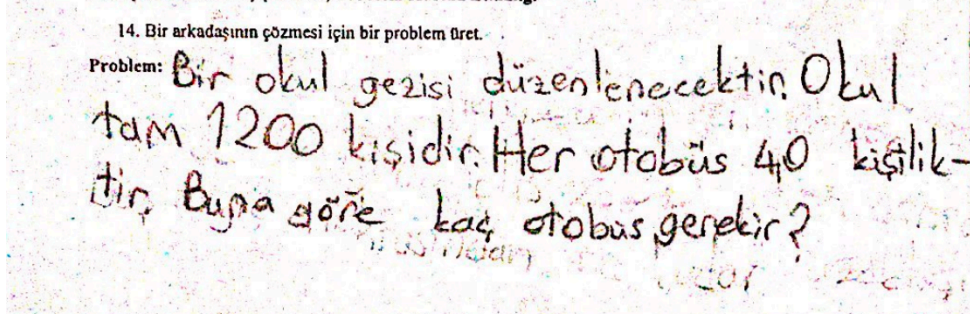 14. Bir arkadaşının çözmesi için bir problem üret.
Problem: Bir okul gezisi düzenlenecektir. Okul
tam 1200 kişidir. Her otobüs 40 kişilik-
tir. Buna göre kaç otobüs gerekir?